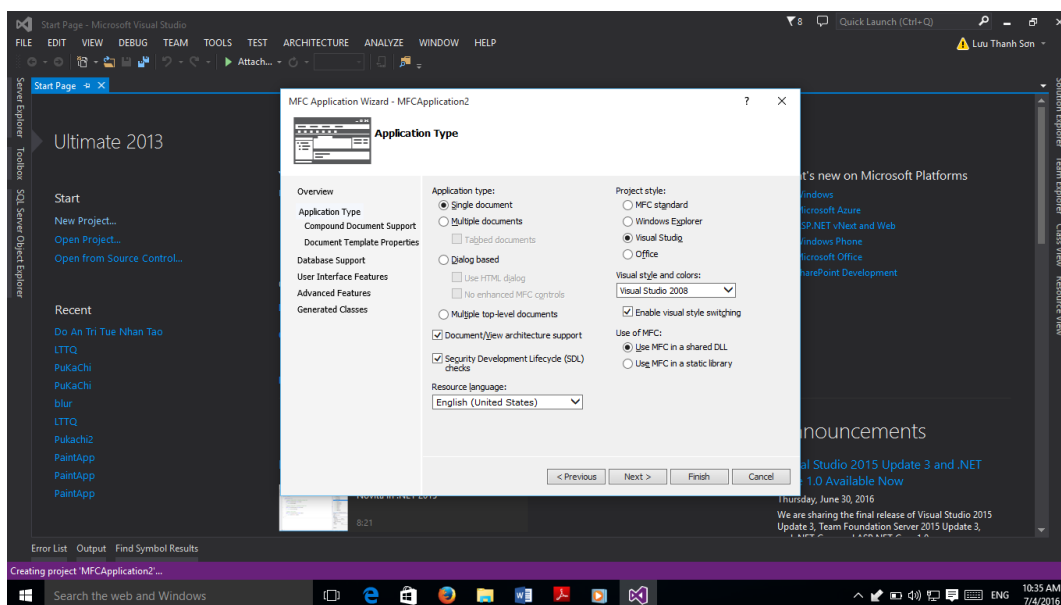 Start Page - Microsoft Visual Studio
8
Quick Launch (Ctrl+Q)
FILE EDIT VIEW DEBUG TEAM TOOLS TEST ARCHITECTURE ANALYZE WINDOW HELP
Lưu Thanh Sơn
Attach...
Server Explorer
Toolbox
SQL Server Object Explorer
Start Page
Ultimate 2013
Start
New Project...
Open Project...
Open from Source Control...
Recent
Do An Tri Tue Nhan Tao
LTTQ
PuKaChi
PuKaChi
blur
LTTQ
Pukachi2
PaintApp
PaintApp
PaintApp
MFC Application Wizard - MFCApplication2
?
Application Type
Overview
Application Type
Compound Document Support
Document Template Properties
Database Support
User Interface Features
Advanced Features
Generated Classes
Application type:
Single document
Multiple documents
Tabbed documents
Dialog based
Use HTML dialog
No enhanced MFC controls
Multiple top-level documents
Document/View architecture support
Security Development Lifecycle (SDL)
checks
Resource language:
English (United States)
Project style:
MFC standard
Windows Explorer
Visual Studio
Office
Visual style and colors:
Visual Studio 2008
Enable visual style switching
Use of MFC:
Use MFC in a shared DLL
Use MFC in a static library
< Previous
Next >
Finish
Cancel
8:21
t's new on Microsoft Platforms
indows
icrosoft Azure
SP.NET vNext and Web
indows Phone
icrosoft Office
harePoint Development
nouncements
al Studio 2015 Update 3 and .NET
1.0 Available Now
Thursday, June 30, 2016
We are sharing the final release of Visual Studio 2015
Update 3, Team Foundation Server 2015 Update 3,
Solution Explorer
Team Explorer
Class View
Resource View
Error List Output Find Symbol Results
Creating project 'MFCApplication2'...
Search the web and Windows
ENG
10:35 AM
7/4/2016